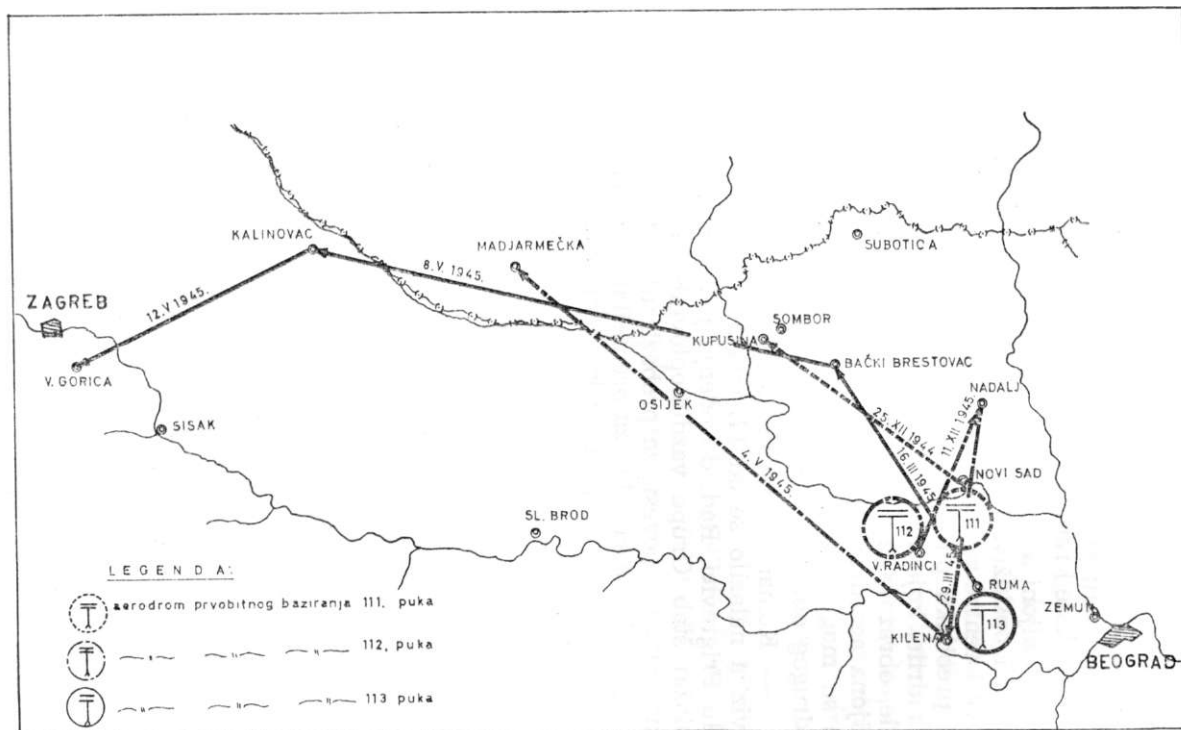 KALINOVAC
MADJARMEČKA
SUBOTICA
8. V. 1945.
ZAGREB
12. V 1945.
SOMBOR
KUPUSINA
V. GORICA
BAČKI BRESTOVAC
NADALJ
OSIJEK
SISAK
25. XII 1944
11. XII 1945.
16. III 1945.
4. V 1945.
NOVI SAD
SL. BROD
112
111
V. RADINCI
29. III 45
RUMA
ZEMUN
113
KILENA
BEOGRAD
LEGENDA:
aerodrom prvobitnog baziranja 111, puka
—"— —"— —"— 112, puka
—"— —"— —"— 113 puka